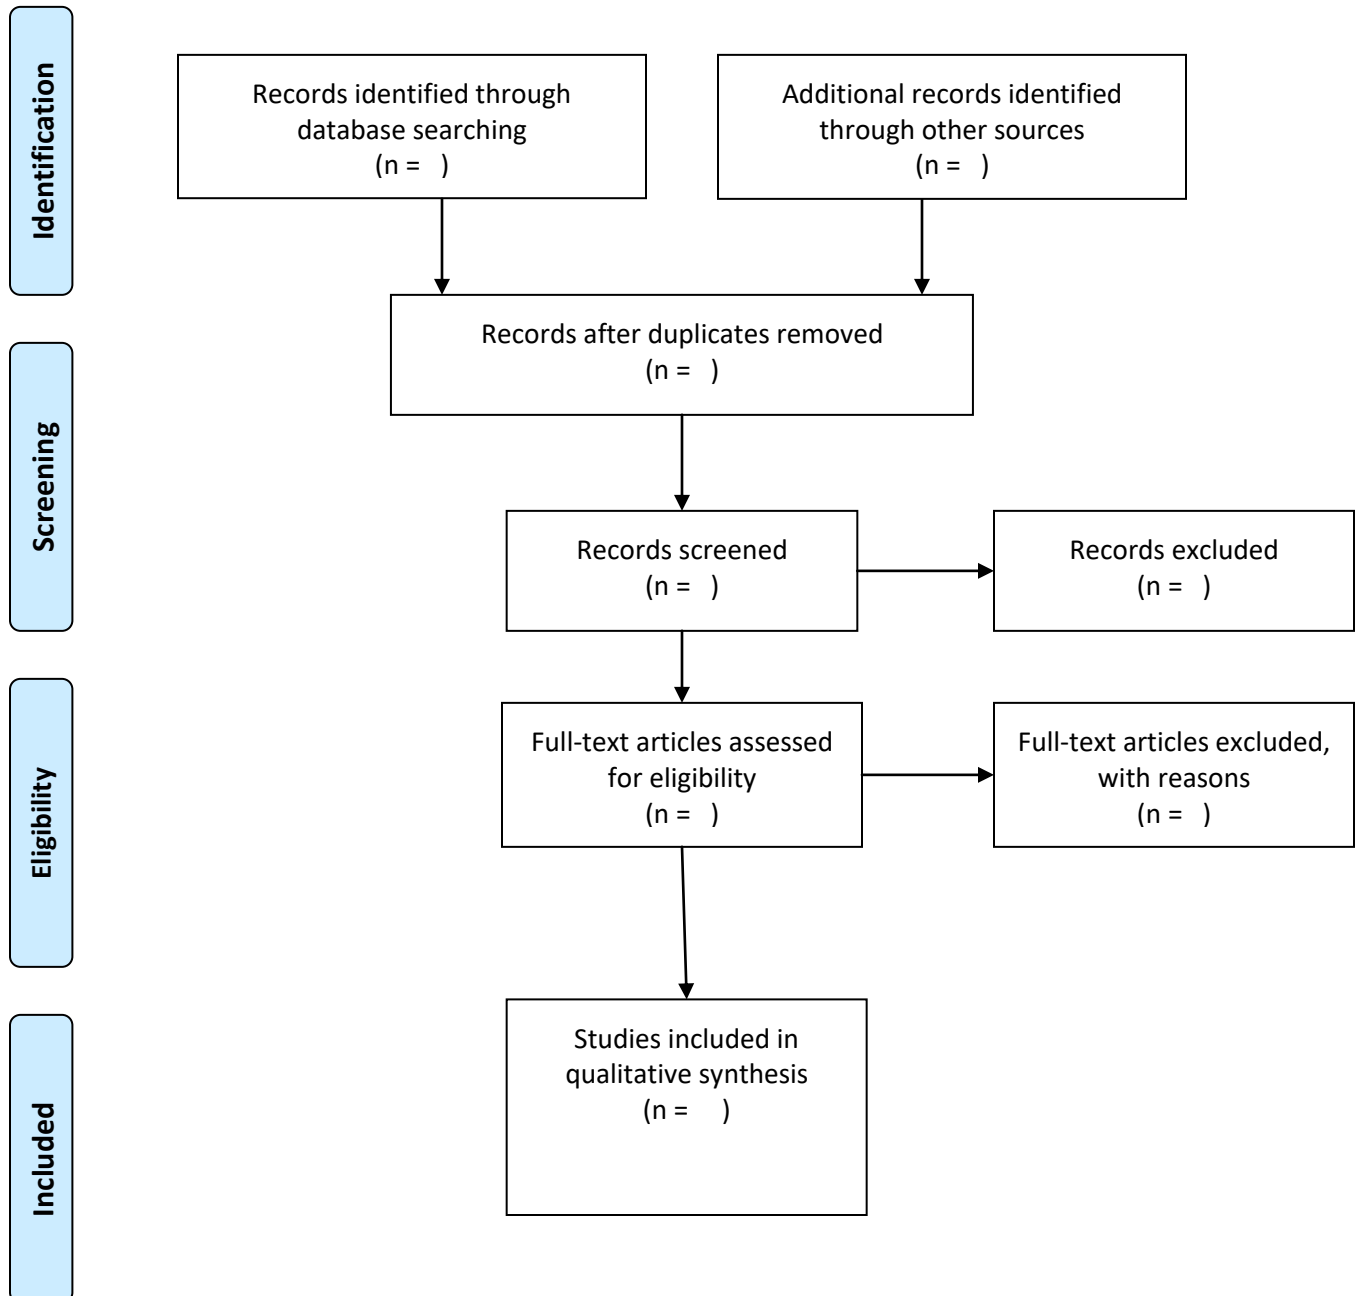 Identification
Records identified through
database searching
(n =   )
Additional records identified
through other sources
(n =   )
Records after duplicates removed
(n =   )
Screening
Records screened
(n =   )
Records excluded
(n =   )
Eligibility
Full-text articles assessed
for eligibility
(n =   )
Full-text articles excluded,
with reasons
(n =   )
Included
Studies included in
qualitative synthesis
(n =     )